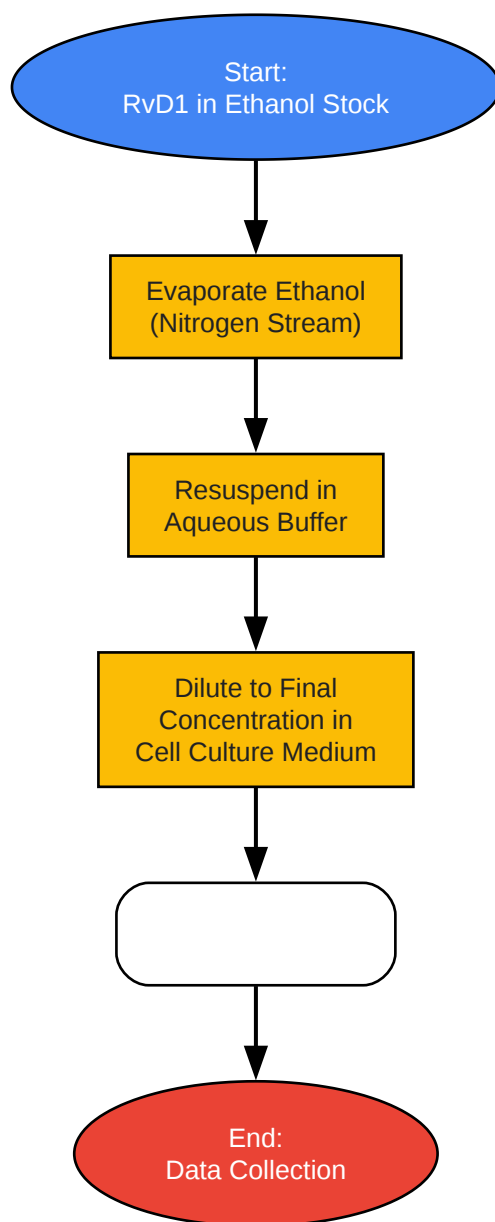 Start:
RvD1 in Ethanol Stock
Evaporate Ethanol
(Nitrogen Stream)
Resuspend in
Aqueous Buffer
Dilute to Final
Concentration in
Cell Culture Medium
End:
Data Collection